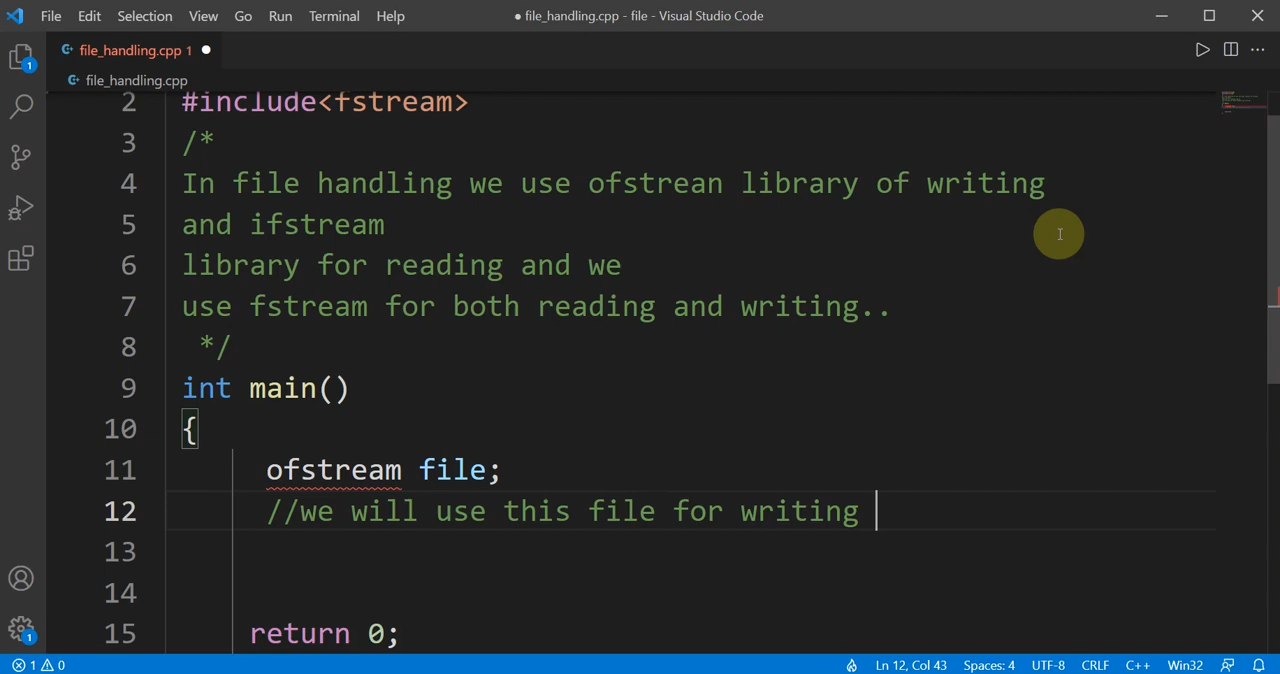 File Edit Selection View Go Run Terminal Help ● file_handling.cpp - file - Visual Studio Code
file_handling.cpp 1 ●
file_handling.cpp
2 #include<fstream>
3 /*
4 In file handling we use ofstrean library of writing
5 and ifstream
6 library for reading and we
7 use fstream for both reading and writing..
8 */
9 int main()
10 {
11 ofstream file;
12 //we will use this file for writing
13
14
15 return 0;
1
1
1 0 Ln 12, Col 43 Spaces: 4 UTF-8 CRLF C++ Win32